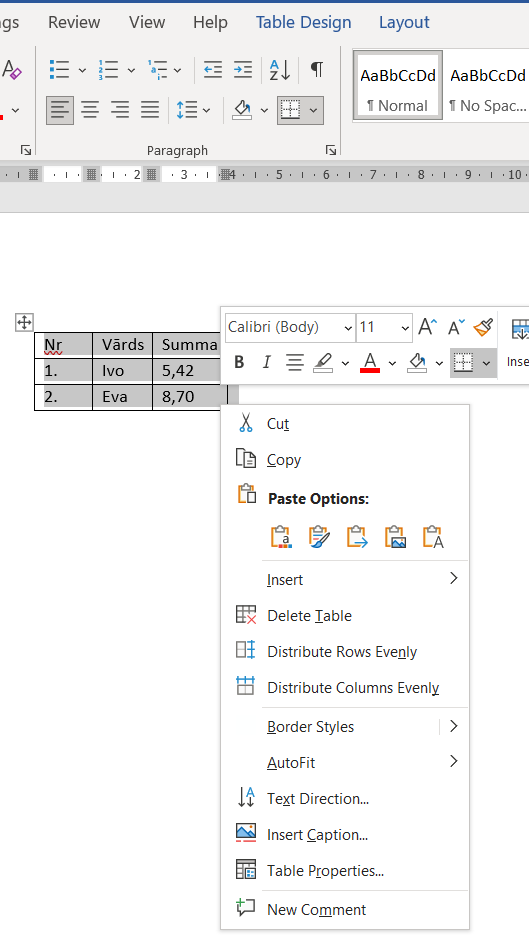 gs Review View Help Table Design Layout
AaBbCcDd AaBbCcDd
¶ Normal ¶ No Spac...
Paragraph
2 3 4 5 6 7 8 9 10
Calibri (Body) 11
B I A Inse
Nr Vārds Summa
1. Ivo 5,42
2. Eva 8,70
Cut
Copy
Paste Options:
Insert
Delete Table
Distribute Rows Evenly
Distribute Columns Evenly
Border Styles
AutoFit
Text Direction...
Insert Caption...
Table Properties...
New Comment